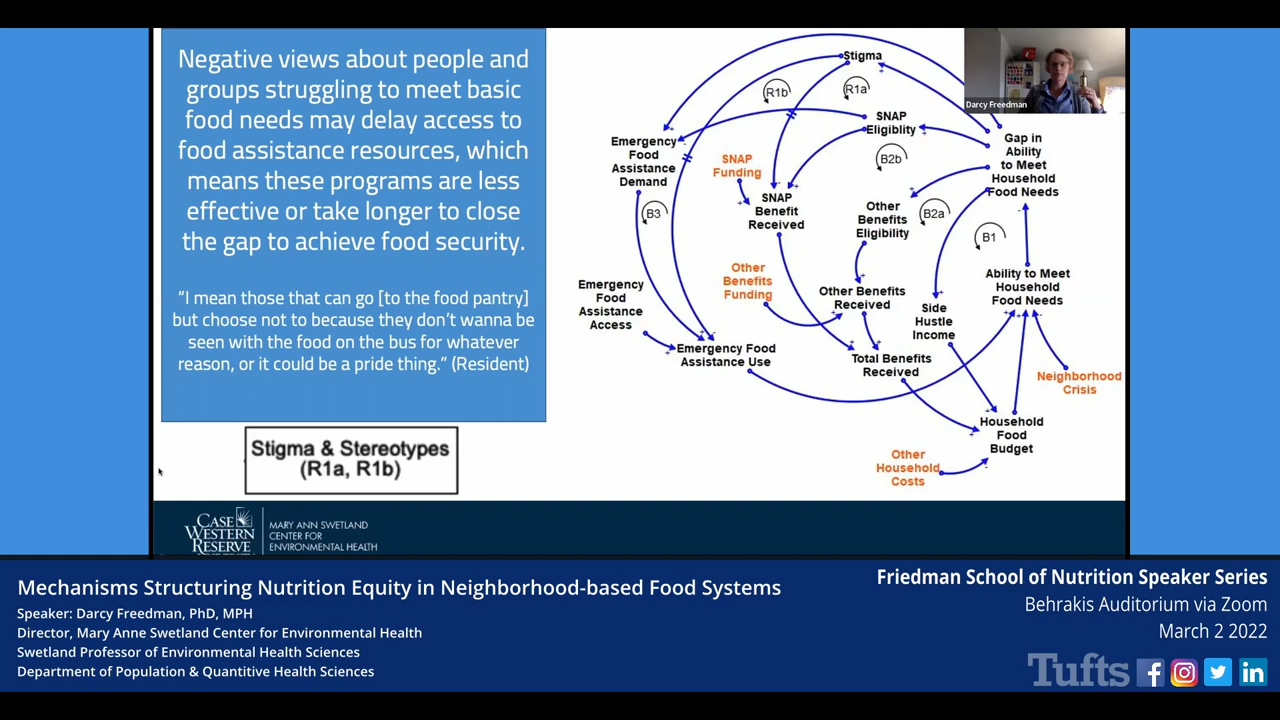 Negative views about people and
groups struggling to meet basic
food needs may delay access to
food assistance resources, which
means these programs are less
effective or take longer to close
the gap to achieve food security.
“I mean those that can go [to the food pantry]
but choose not to because they don’t wanna be
seen with the food on the bus for whatever
reason, or it could be a pride thing.” (Resident)
Stigma & Stereotypes
(R1a, R1b)
Stigma
R1b
R1a
SNAP
Eligiblity
B2b
Emergency
Food
Assistance
Demand
SNAP
Funding
SNAP
Benefit
Received
B3
Gap in
Ability
to Meet
Household
Food Needs
Other
Benefits
Eligibility
B2a
B1
Other
Benefits
Funding
Emergency
Food
Assistance
Access
Other Benefits
Received
Side
Hustle
Income
Ability to Meet
Household
Food Needs
Emergency Food
Assistance Use
Total Benefits
Received
Neighborhood
Crisis
Household
Food
Budget
Other
Household
Costs
Darcy Freedman
CASE
WESTERN
RESERVE
MARY ANN SWETLAND
CENTER FOR
ENVIRONMENTAL HEALTH
Mechanisms Structuring Nutrition Equity in Neighborhood-based Food Systems
Speaker: Darcy Freedman, PhD, MPH
Director, Mary Anne Swetland Center for Environmental Health
Swetland Professor of Environmental Health Sciences
Department of Population & Quantitative Health Sciences
Friedman School of Nutrition Speaker Series
Behrakis Auditorium via Zoom
March 2 2022
Tufts